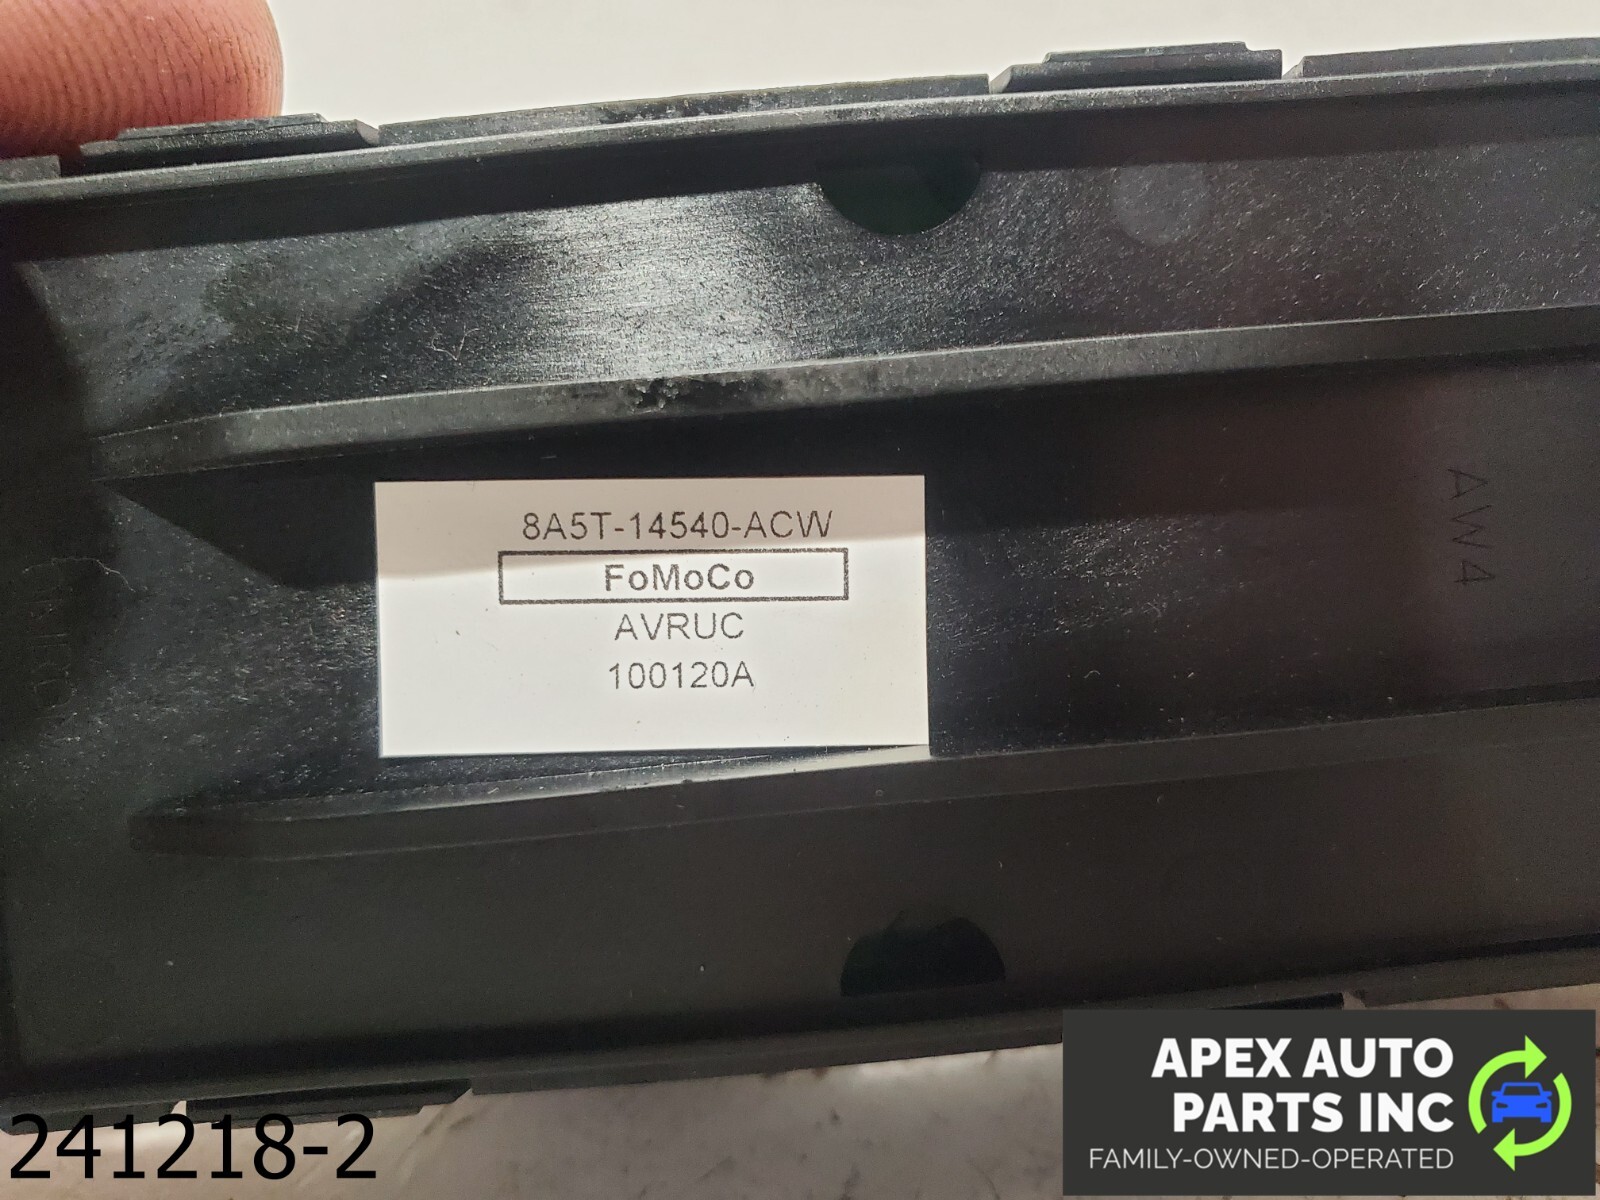 8A5T-14540-ACW
FoMoCo
AVRUC
100120A
AW4
241218-2
APEX AUTO
PARTS INC
FAMILY-OWNED-OPERATED